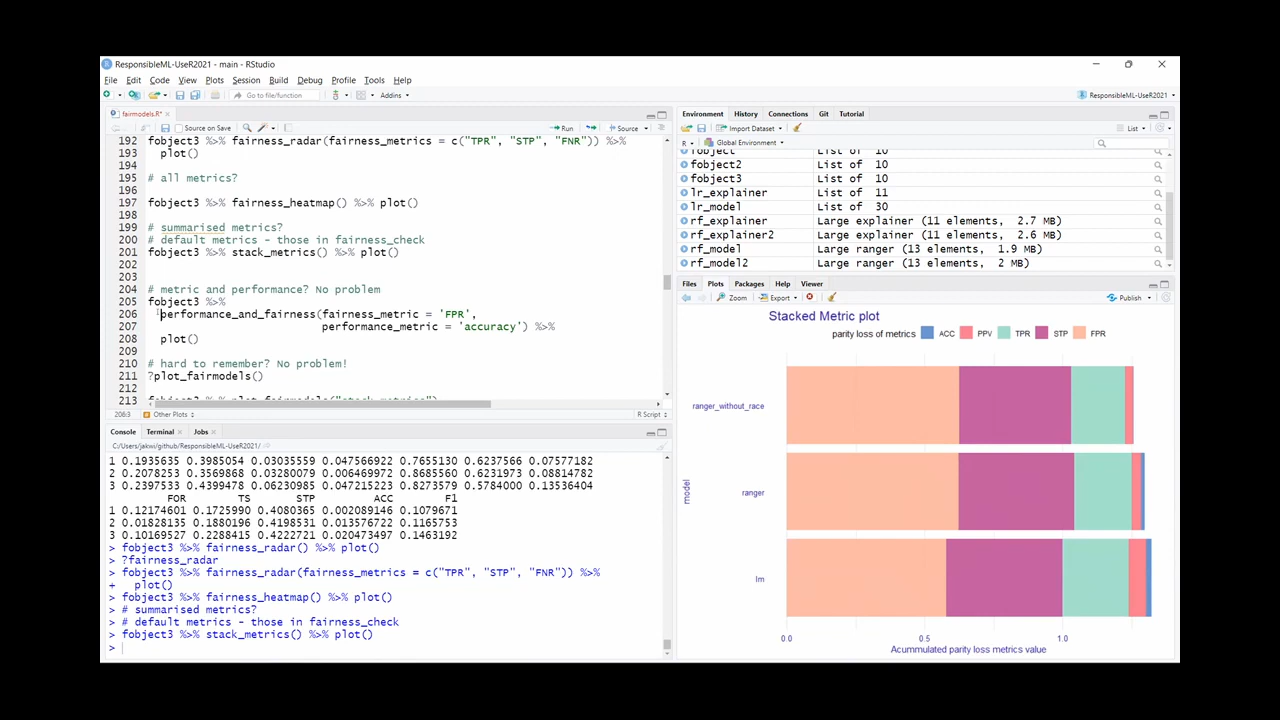 ResponsibleML-UseR2021 - main - RStudio
File Edit Code View Plots Session Build Debug Profile Tools Help
Go to file/function Addins ResponsibleML-UseR2021
fairmodels.R*
Source on Save Run Source
192 fobject3 %>% fairness_radar(fairness_metrics = c("TPR", "STP", "FNR")) %>%
193 plot()
194
195 # all metrics?
196
197 fobject3 %>% fairness_heatmap() %>% plot()
198
199 # summarised metrics?
200 # default metrics - those in fairness_check
201 fobject3 %>% stack_metrics() %>% plot()
202
203
204 # metric and performance? No problem
205 fobject3 %>%
206 performance_and_fairness(fairness_metric = 'FPR',
207 performance_metric = 'accuracy') %>%
208 plot()
209
210 # hard to remember? No problem!
211 ?plot_fairmodels()
212
213
206:3 Other Plots R Script
Console Terminal Jobs
C:/Users/jakwi/github/ResponsibleML-UseR2021/
1 0.1935635 0.3985054 0.03035559 0.047566922 0.7655130 0.6237566 0.07577182
2 0.2078253 0.3569868 0.03280079 0.006469972 0.8685560 0.6231973 0.08814782
3 0.2397533 0.4399478 0.06230985 0.047215223 0.8273579 0.5784000 0.13536404
FOR TS STP ACC F1
1 0.12174601 0.1725990 0.4080365 0.002089146 0.1079671
2 0.01828135 0.1880196 0.4198531 0.013576722 0.1165753
3 0.10169527 0.2288415 0.4222721 0.020473497 0.1463192
> fobject3 %>% fairness_radar() %>% plot()
> ?fairness_radar
> fobject3 %>% fairness_radar(fairness_metrics = c("TPR", "STP", "FNR")) %>%
+ plot()
> fobject3 %>% fairness_heatmap() %>% plot()
> # summarised metrics?
> # default metrics - those in fairness_check
> fobject3 %>% stack_metrics() %>% plot()
>
Environment History Connections Git Tutorial
Import Dataset List
R Global Environment
fobject List of 10
fobject2 List of 10
fobject3 List of 10
lr_explainer List of 11
lr_model List of 30
rf_explainer Large explainer (11 elements, 2.7 MB)
rf_explainer2 Large explainer (11 elements, 2.6 MB)
rf_model Large ranger (13 elements, 1.9 MB)
rf_model2 Large ranger (13 elements, 2 MB)
Files Plots Packages Help Viewer
Zoom Export Publish
Stacked Metric plot
parity loss of metrics ACC PPV TPR STP FPR
ranger_without_race
ranger
lm
model
0.0 0.5 1.0
Acummulated parity loss metrics value